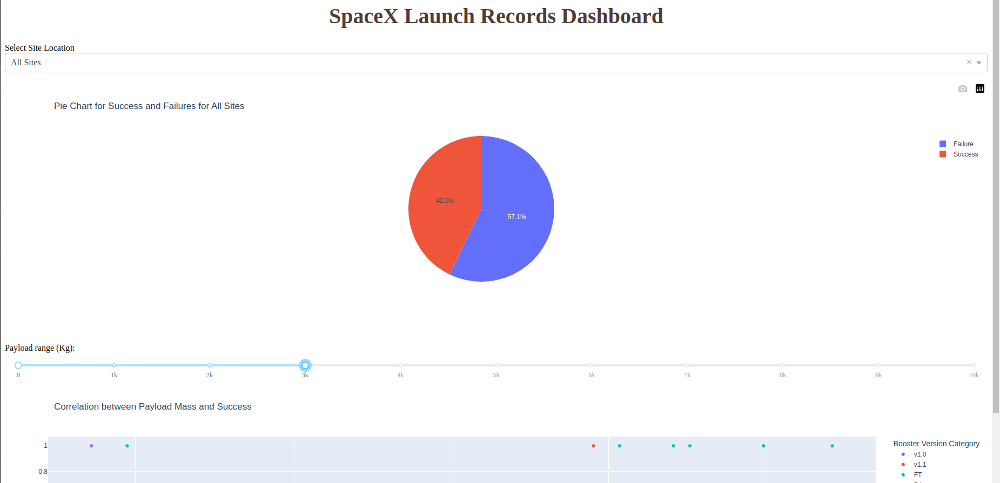 SpaceX Launch Records Dashboard
Select Site Location
All Sites
×
Pie Chart for Success and Failures for All Sites
Failure
Success
42.9%
57.1%
Payload range (Kg):
0 1k 2k 3k 4k 5k 6k 7k 8k 9k 10k
Correlation between Payload Mass and Success
1
0.8
Booster Version Category
v1.0
v1.1
FT